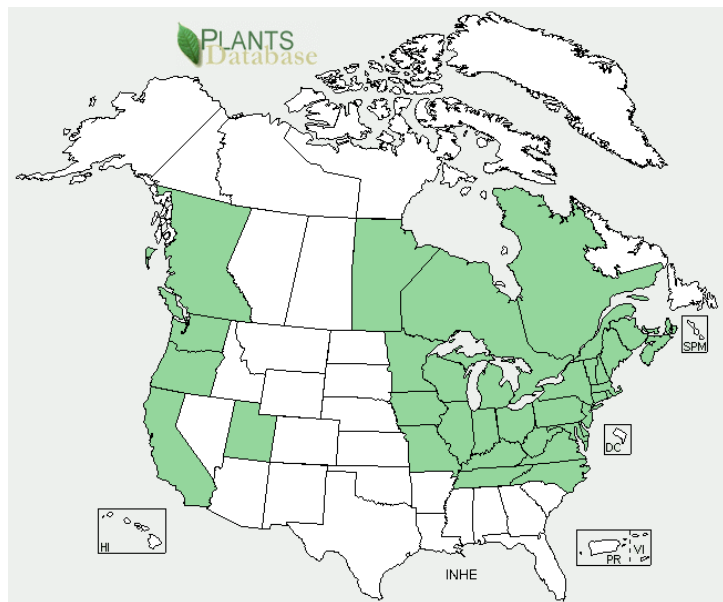 PLANTS
Database
SPM
DC
HI
PR
VI
INHE